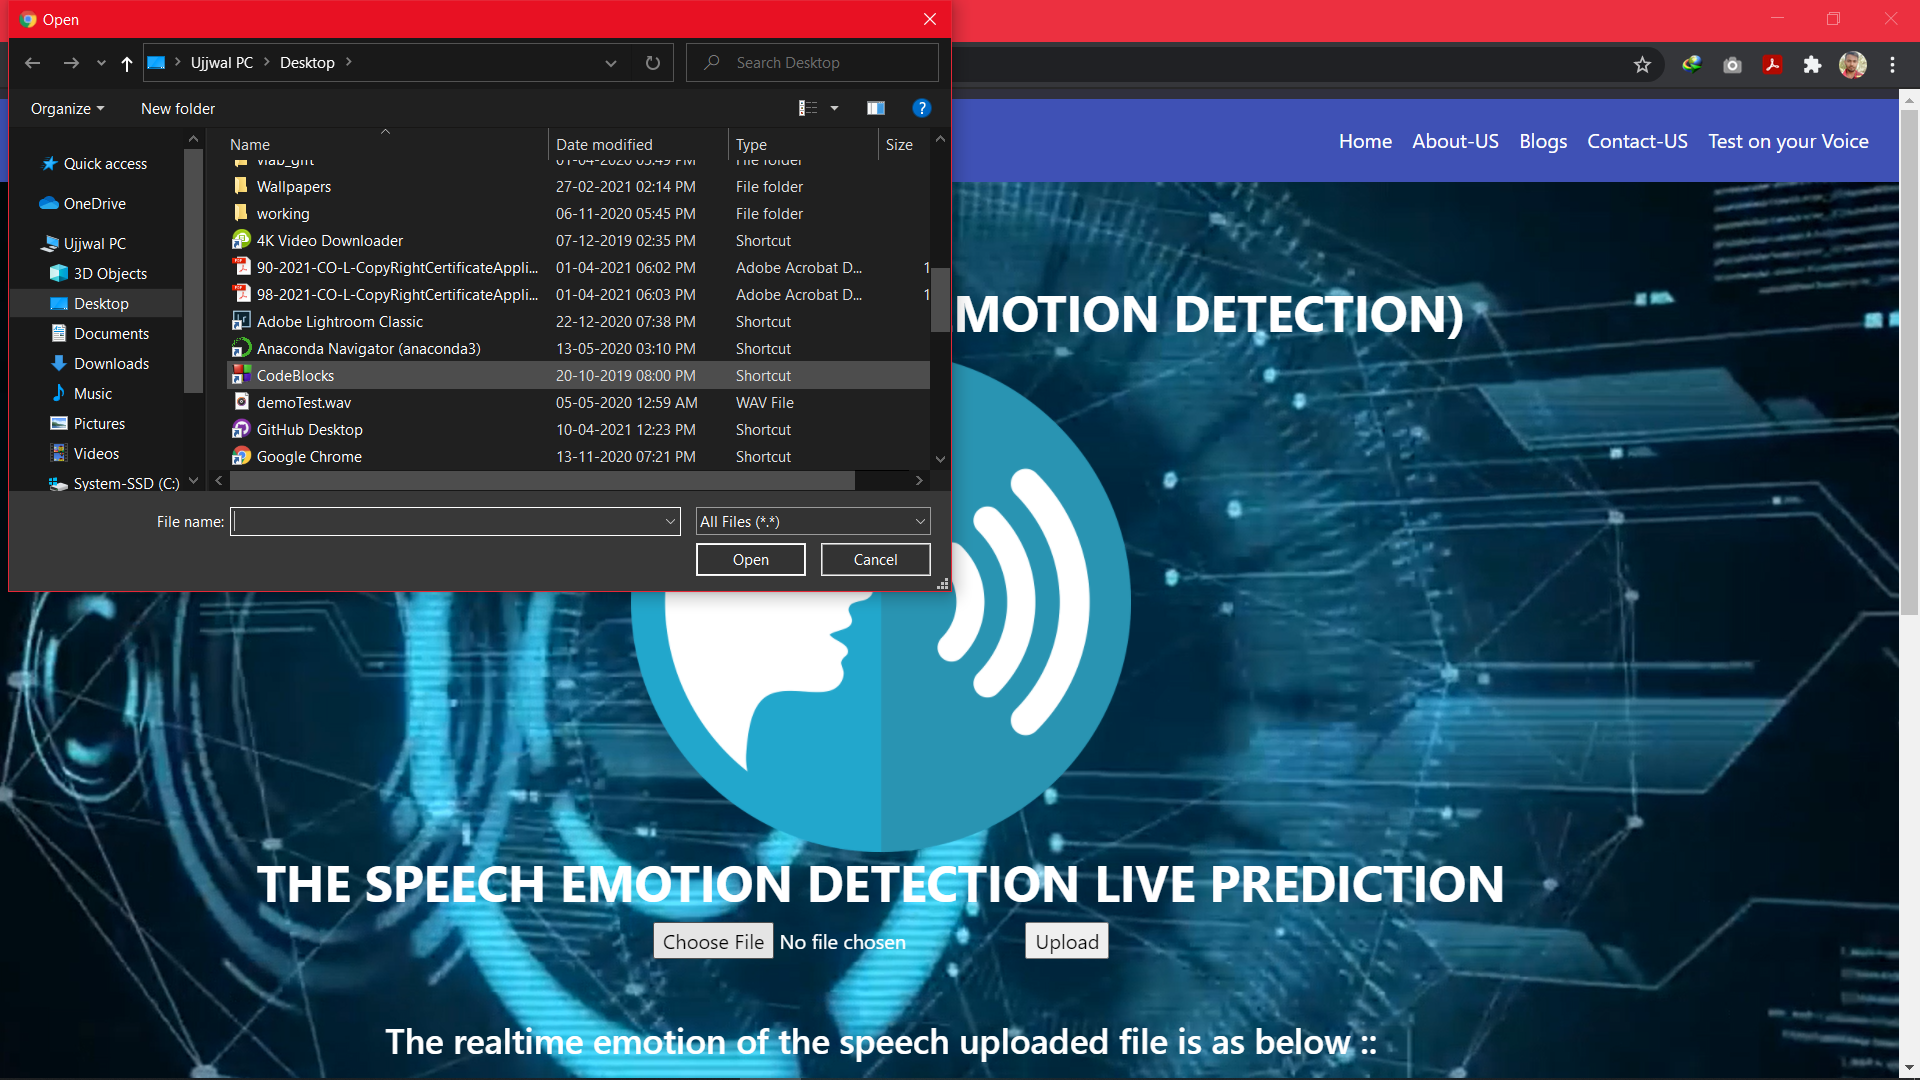 Open
Ujjwal PC
Desktop
Search Desktop
Organize
New folder
Name
Date modified
Type
Size
Quick access
OneDrive
Ujjwal PC
3D Objects
Desktop
Documents
Downloads
Music
Pictures
Videos
System-SSD (C:)
vlab_gift 01-04-2020 05:49 PM File folder
Wallpapers 27-02-2021 02:14 PM File folder
working 06-11-2020 05:45 PM File folder
4K Video Downloader 07-12-2019 02:35 PM Shortcut
90-2021-CO-L-CopyRightCertificateAppli... 01-04-2021 06:02 PM Adobe Acrobat D... 1
98-2021-CO-L-CopyRightCertificateAppli... 01-04-2021 06:03 PM Adobe Acrobat D... 1
Adobe Lightroom Classic 22-12-2020 07:38 PM Shortcut
Anaconda Navigator (anaconda3) 13-05-2020 03:10 PM Shortcut
CodeBlocks 20-10-2019 08:00 PM Shortcut
demoTest.wav 05-05-2020 12:59 AM WAV File
GitHub Desktop 10-04-2021 12:23 PM Shortcut
Google Chrome 13-11-2020 07:21 PM Shortcut
File name:
All Files (*.*)
Open
Cancel
Home
About-US
Blogs
Contact-US
Test on your Voice
MOTION DETECTION)
THE SPEECH EMOTION DETECTION LIVE PREDICTION
Choose File
No file chosen
Upload
The realtime emotion of the speech uploaded file is as below ::